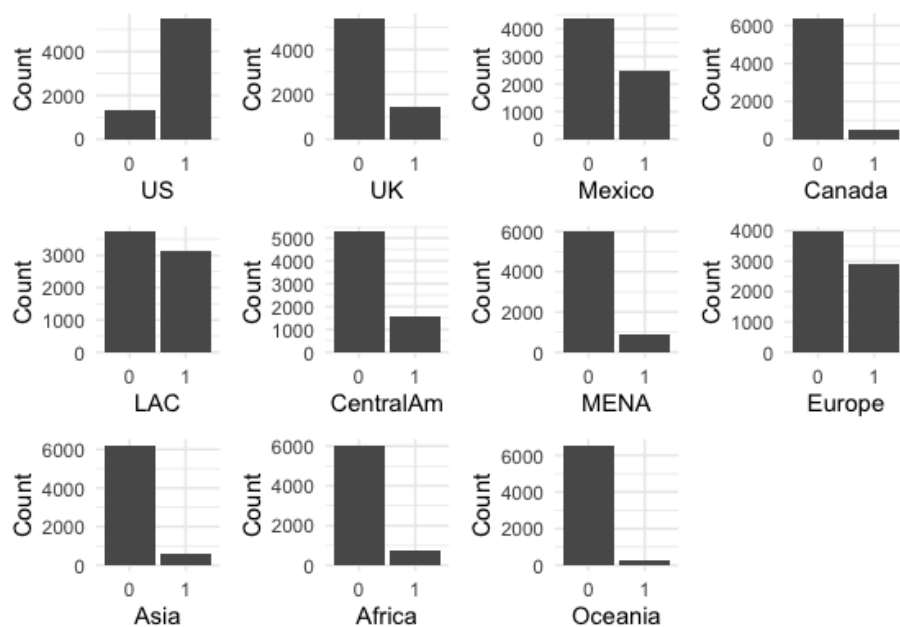 Count
4000
2000
0
0 1
US
Count
4000
2000
0
0 1
UK
Count
4000
3000
2000
1000
0
0 1
Mexico
Count
6000
4000
2000
0
0 1
Canada
Count
3000
2000
1000
0
0 1
LAC
Count
5000
4000
3000
2000
1000
0
0 1
CentralAm
Count
6000
4000
2000
0
0 1
MENA
Count
4000
3000
2000
1000
0
0 1
Europe
Count
6000
4000
2000
0
0 1
Asia
Count
6000
4000
2000
0
0 1
Africa
Count
6000
4000
2000
0
0 1
Oceania